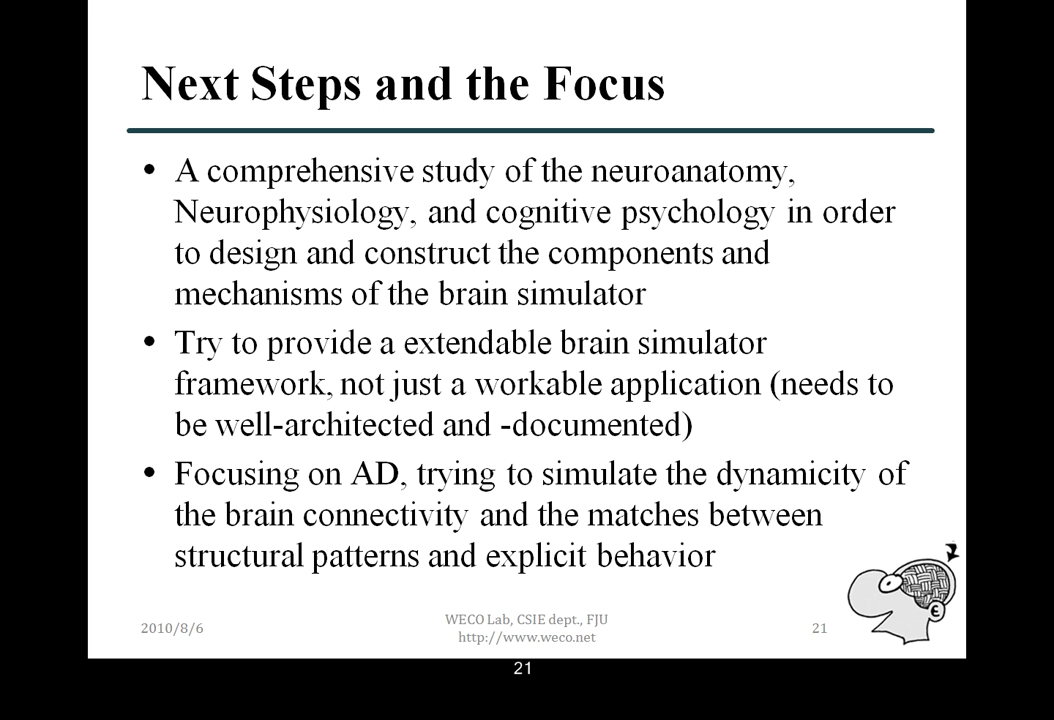 Next Steps and the Focus
• A comprehensive study of the neuroanatomy,
Neurophysiology, and cognitive psychology in order
to design and construct the components and
mechanisms of the brain simulator
• Try to provide a extendable brain simulator
framework, not just a workable application (needs to
be well-architected and -documented)
• Focusing on AD, trying to simulate the dynamicity of
the brain connectivity and the matches between
structural patterns and explicit behavior
2010/8/6
WECO Lab, CSIE dept., FJU
http://www.weco.net
21
21